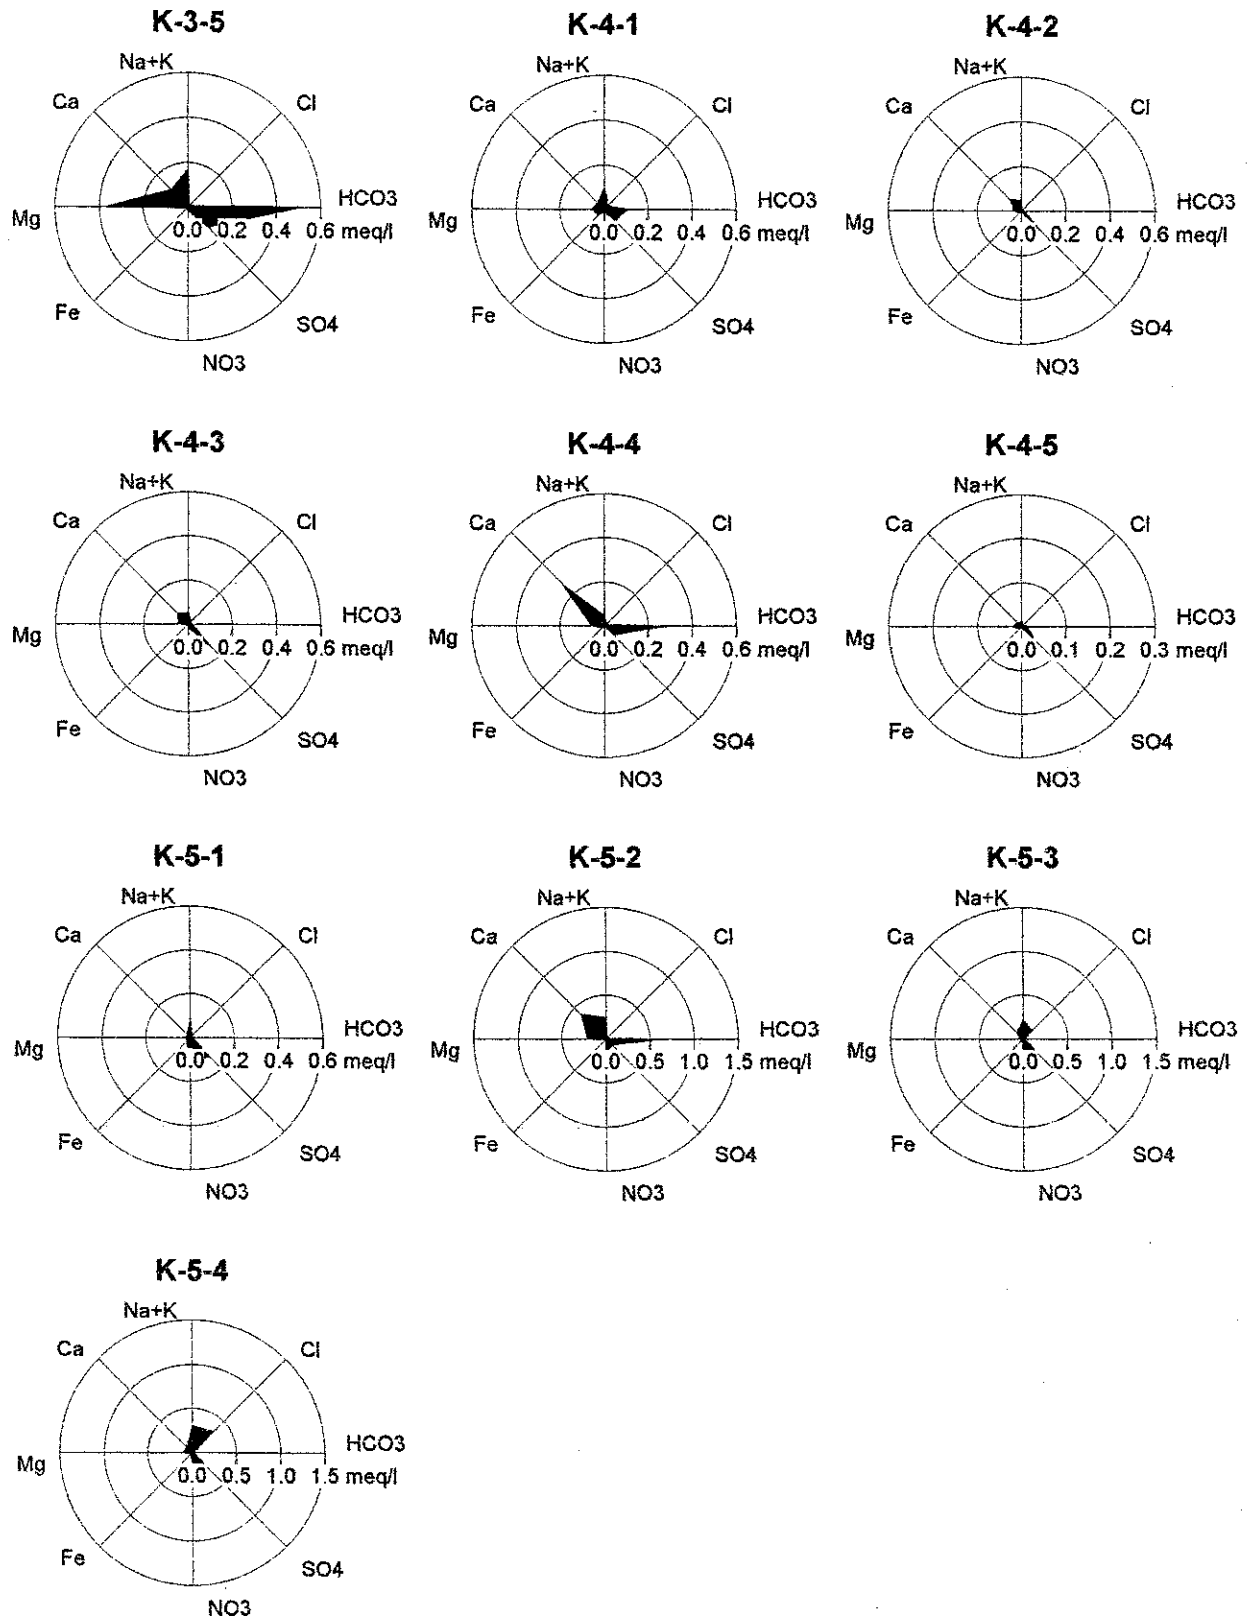 K-3-5
Na+K
Ca
Cl
HCO3
Mg
0.0 0.2 0.4 0.6 meq/l
Fe
SO4
NO3
K-4-1
Na+K
Ca
Cl
HCO3
Mg
0.0 0.2 0.4 0.6 meq/l
Fe
SO4
NO3
K-4-2
Na+K
Ca
Cl
HCO3
Mg
0.0 0.2 0.4 0.6 meq/l
Fe
SO4
NO3
K-4-3
Na+K
Ca
Cl
HCO3
Mg
0.0 0.2 0.4 0.6 meq/l
Fe
SO4
NO3
K-4-4
Na+K
Ca
Cl
HCO3
Mg
0.0 0.2 0.4 0.6 meq/l
Fe
SO4
NO3
K-4-5
Na+K
Ca
Cl
HCO3
Mg
0.0 0.1 0.2 0.3 meq/l
Fe
SO4
NO3
K-5-1
Na+K
Ca
Cl
HCO3
Mg
0.0 0.2 0.4 0.6 meq/l
Fe
SO4
NO3
K-5-2
Na+K
Ca
Cl
HCO3
Mg
0.0 0.5 1.0 1.5 meq/l
Fe
SO4
NO3
K-5-3
Na+K
Ca
Cl
HCO3
Mg
0.0 0.5 1.0 1.5 meq/l
Fe
SO4
NO3
K-5-4
Na+K
Ca
Cl
HCO3
Mg
0.0 0.5 1.0 1.5 meq/l
Fe
SO4
NO3